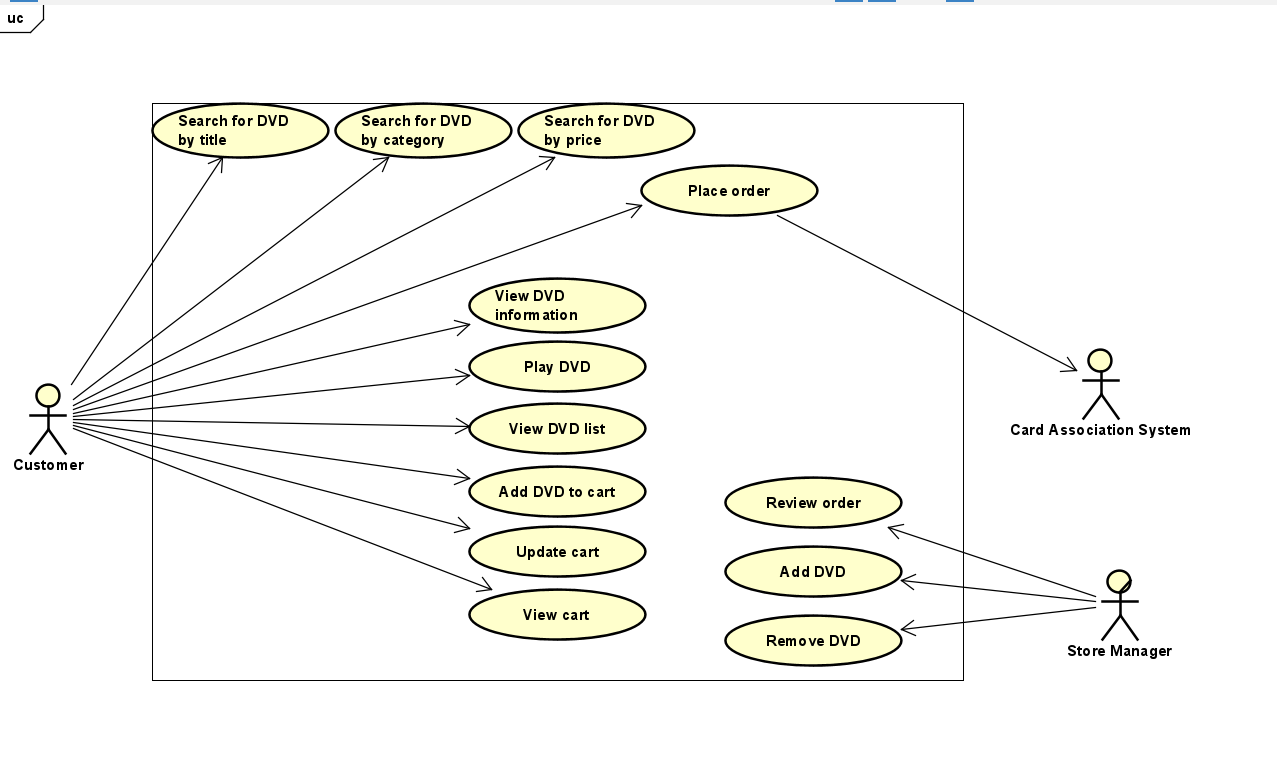 uc
Search for DVD
by title
Search for DVD
by category
Search for DVD
by price
Place order
View DVD
information
Play DVD
View DVD list
Add DVD to cart
Update cart
View cart
Customer
Card Association System
Review order
Add DVD
Remove DVD
Store Manager